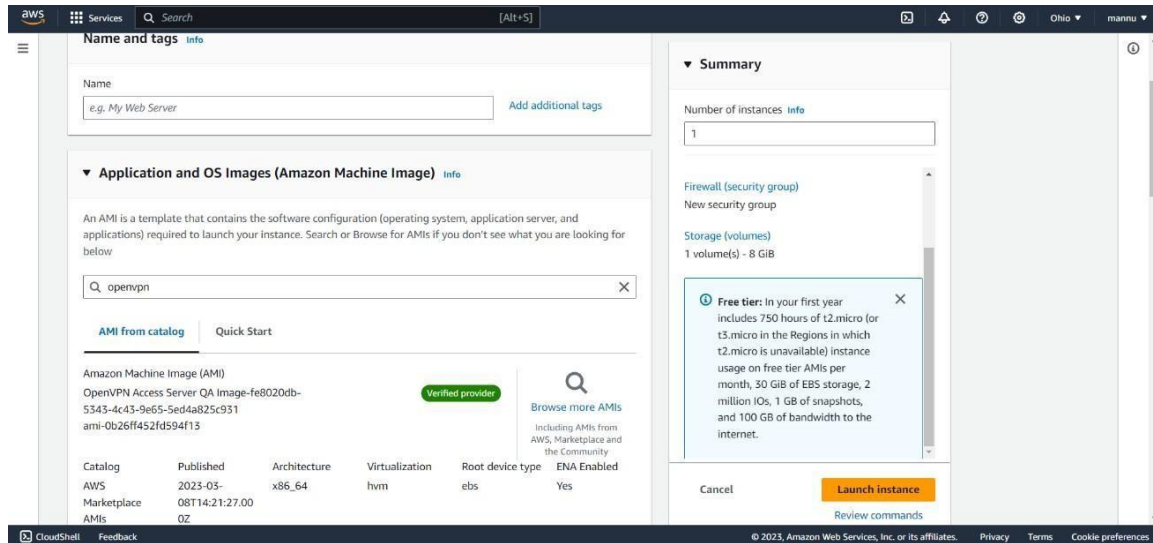 aws
Services
Search
[Alt+S]
Ohio
mannu
Name and tags Info
Name
e.g. My Web Server
Add additional tags
Application and OS Images (Amazon Machine Image) Info
An AMI is a template that contains the software configuration (operating system, application server, and
applications) required to launch your instance. Search or Browse for AMIs if you don't see what you are looking for
below
openvpn
AMI from catalog
Quick Start
Amazon Machine Image (AMI)
OpenVPN Access Server QA Image-fe8020db-
5343-4c43-9e65-5ed4a825c931
ami-0b26ff452fd594f13
Verified provider
Browse more AMIs
Including AMIs from
AWS, Marketplace and
the Community
Catalog Published Architecture Virtualization Root device type ENA Enabled
AWS 2023-03- x86_64 hvm ebs Yes
Marketplace 08T14:21:27.00
AMIs 0Z
Summary
Number of instances Info
1
Firewall (security group)
New security group
Storage (volumes)
1 volume(s) - 8 GiB
Free tier: In your first year
includes 750 hours of t2.micro (or
t3.micro in the Regions in which
t2.micro is unavailable) instance
usage on free tier AMIs per
month, 30 GiB of EBS storage, 2
million IOs, 1 GB of snapshots,
and 100 GB of bandwidth to the
internet.
Cancel
Launch instance
Review commands
CloudShell
Feedback
© 2023, Amazon Web Services, Inc. or its affiliates.
Privacy
Terms
Cookie preferences